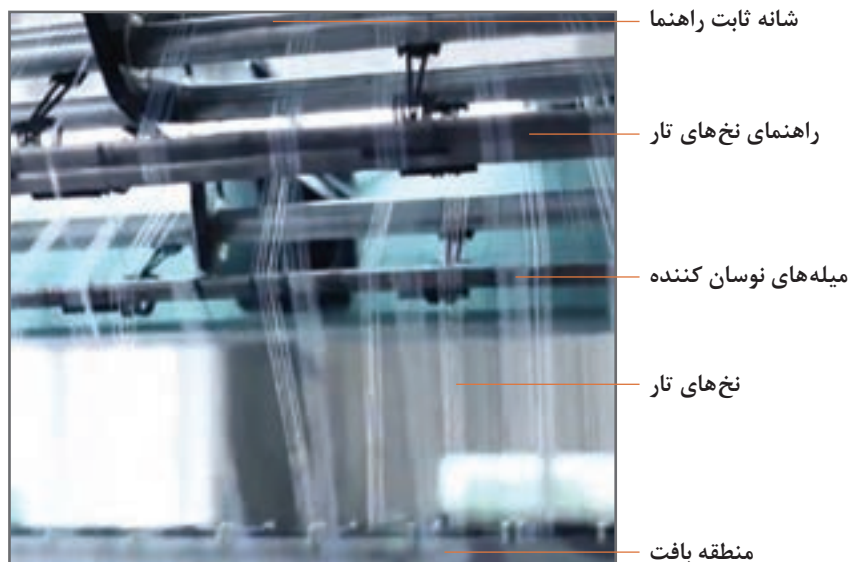 شانه ثابت راهنما
راهنمای نخ‌های تار
میله‌های نوسان کننده
نخ‌های تار
منطقه بافت